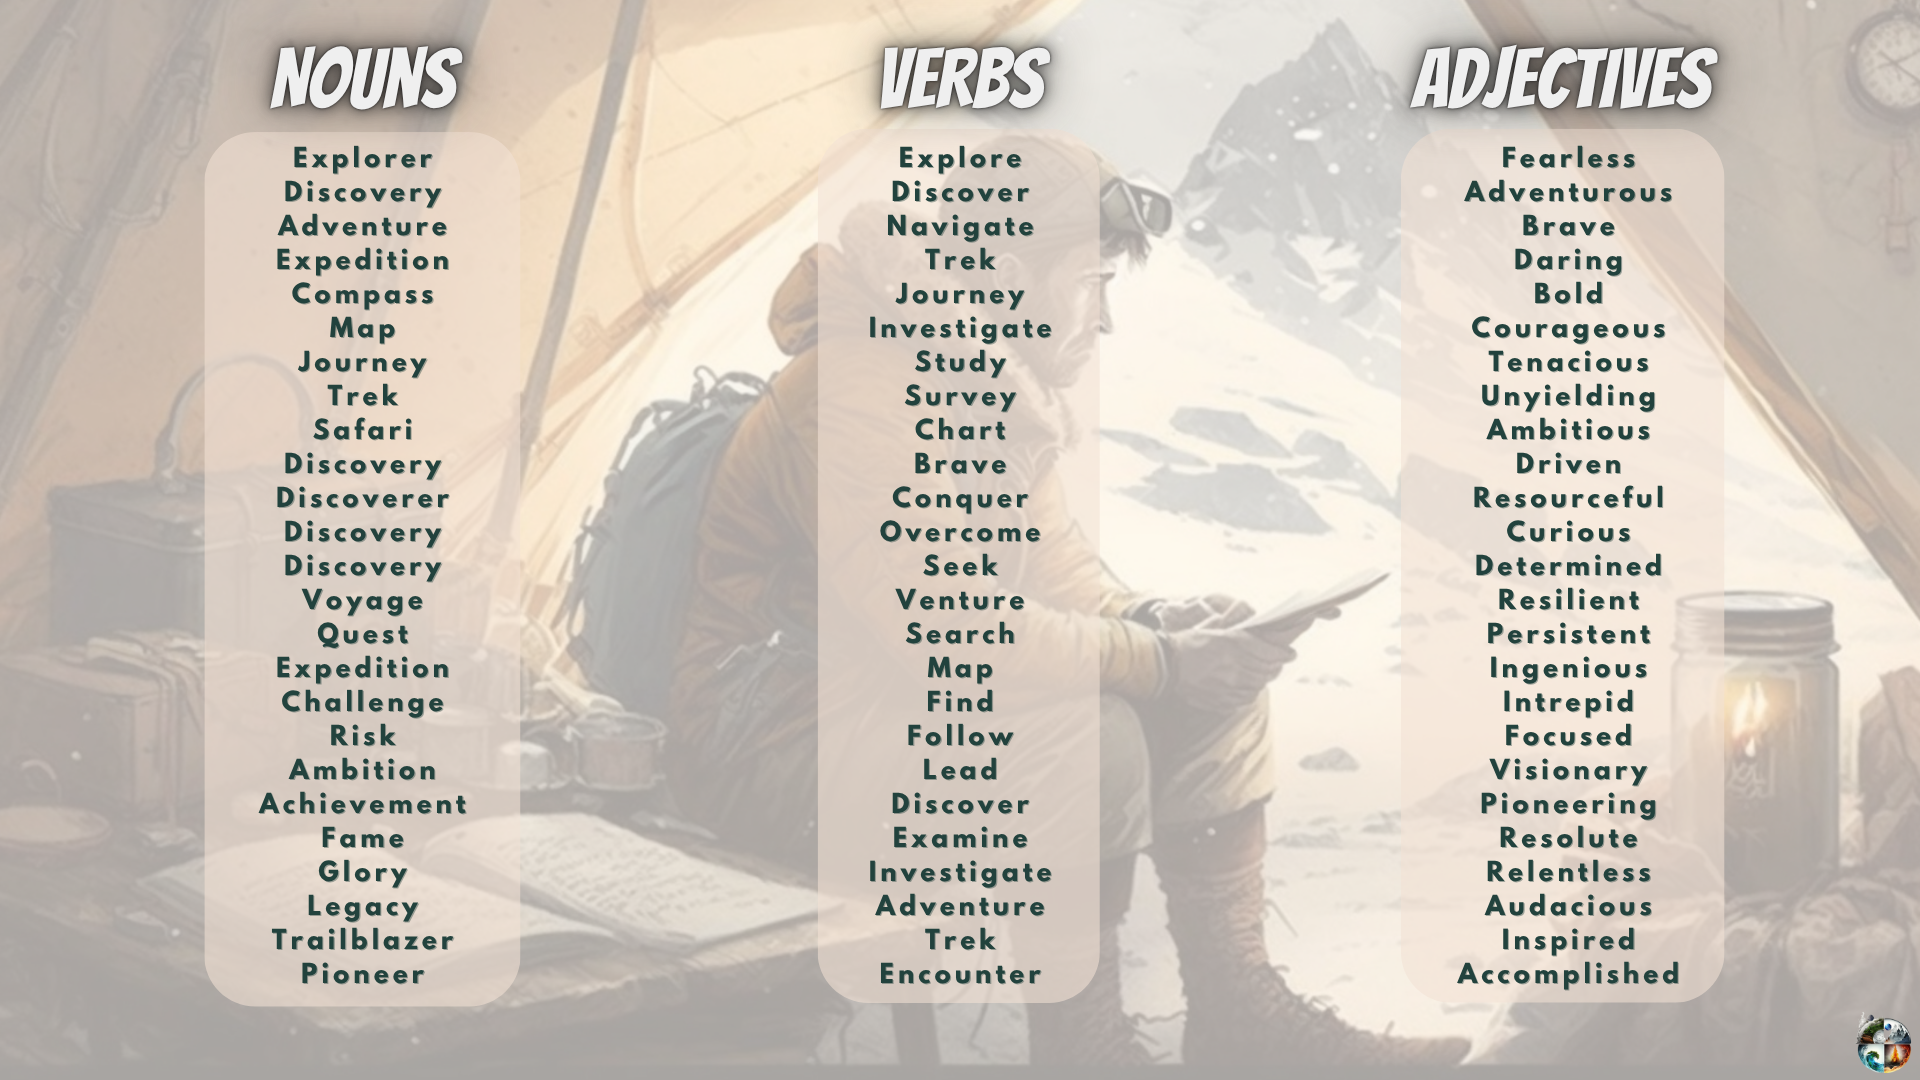 NOUNS
Explorer
Discovery
Adventure
Expedition
Compass
Map
Journey
Trek
Safari
Discovery
Discoverer
Discovery
Discovery
Voyage
Quest
Expedition
Challenge
Risk
Ambition
Achievement
Fame
Glory
Legacy
Trailblazer
Pioneer
VERBS
Explore
Discover
Navigate
Trek
Journey
Investigate
Study
Survey
Chart
Brave
Conquer
Overcome
Seek
Venture
Search
Map
Find
Follow
Lead
Discover
Examine
Investigate
Adventure
Trek
Encounter
ADJECTIVES
Fearless
Adventurous
Brave
Daring
Bold
Courageous
Tenacious
Unyielding
Ambitious
Driven
Resourceful
Curious
Determined
Resilient
Persistent
Ingenious
Intrepid
Focused
Visionary
Pioneering
Resolute
Relentless
Audacious
Inspired
Accomplished